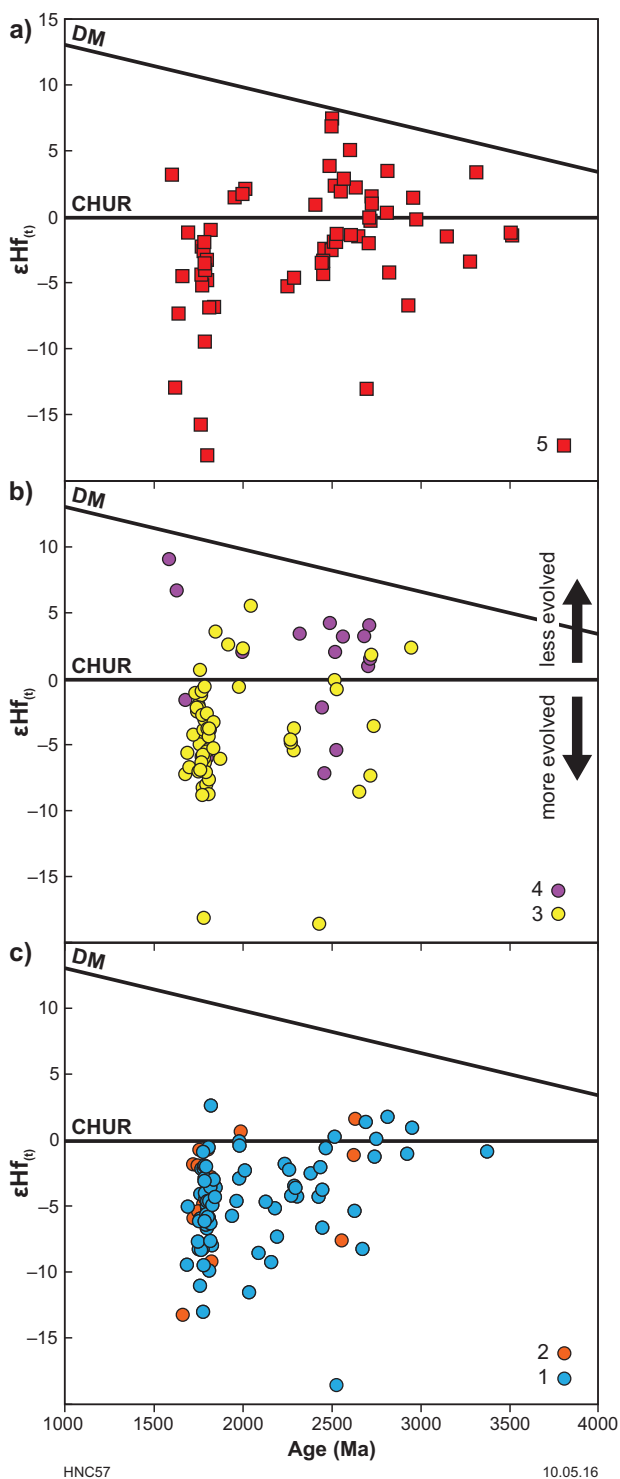 a)
15
DM
10
5
CHUR
0
−5
−10
−15
εHf(t)
5
b)
DM
10
5
CHUR
0
−5
−10
−15
εHf(t)
less evolved
more evolved
4
3
c)
DM
10
5
CHUR
0
−5
−10
−15
εHf(t)
2
1
1000 1500 2000 2500 3000 3500 4000
Age (Ma)
HNC57 10.05.16